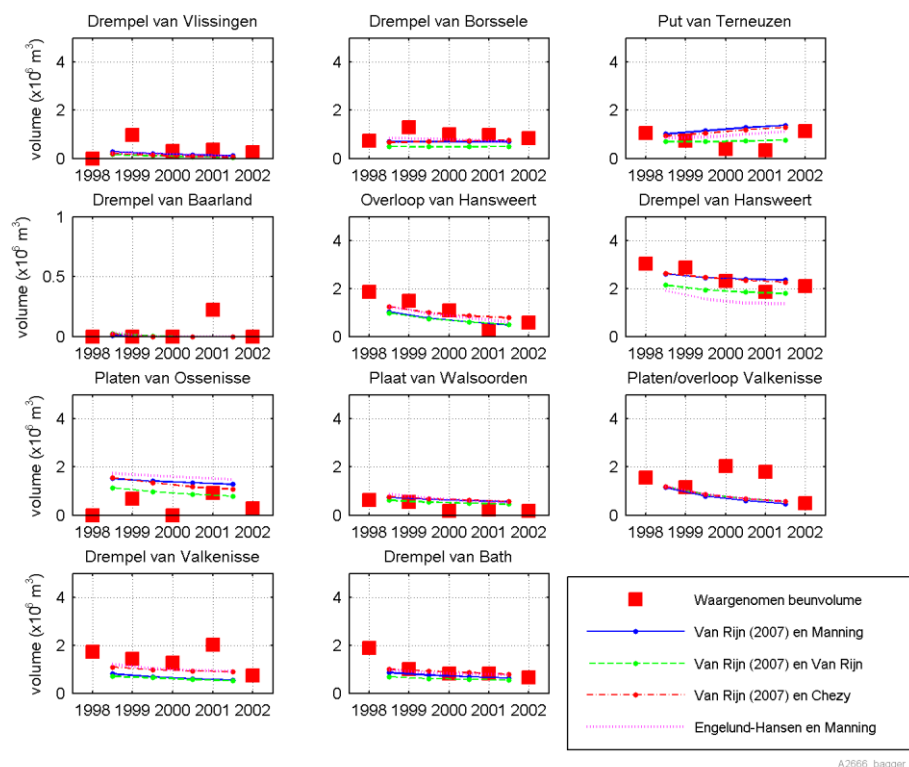 Drempel van Vlissingen
Drempel van Borssele
Put van Terneuzen
volume (x10⁶ m³)
4
2
0
1998 1999 2000 2001 2002
4
2
0
1998 1999 2000 2001 2002
4
2
0
1998 1999 2000 2001 2002
Drempel van Baarland
Overloop van Hansweert
Drempel van Hansweert
volume (x10⁶ m³)
1
0.5
0
1998 1999 2000 2001 2002
4
2
0
1998 1999 2000 2001 2002
4
2
0
1998 1999 2000 2001 2002
Platen van Ossenisse
Plaat van Walsoorden
Platen/overloop Valkenisse
volume (x10⁶ m³)
4
2
0
1998 1999 2000 2001 2002
4
2
0
1998 1999 2000 2001 2002
4
2
0
1998 1999 2000 2001 2002
Drempel van Valkenisse
Drempel van Bath
volume (x10⁶ m³)
4
2
0
1998 1999 2000 2001 2002
4
2
0
1998 1999 2000 2001 2002
Waargenomen beunvolume
Van Rijn (2007) en Manning
Van Rijn (2007) en Van Rijn
Van Rijn (2007) en Chezy
Engelund-Hansen en Manning
A2666_bagger